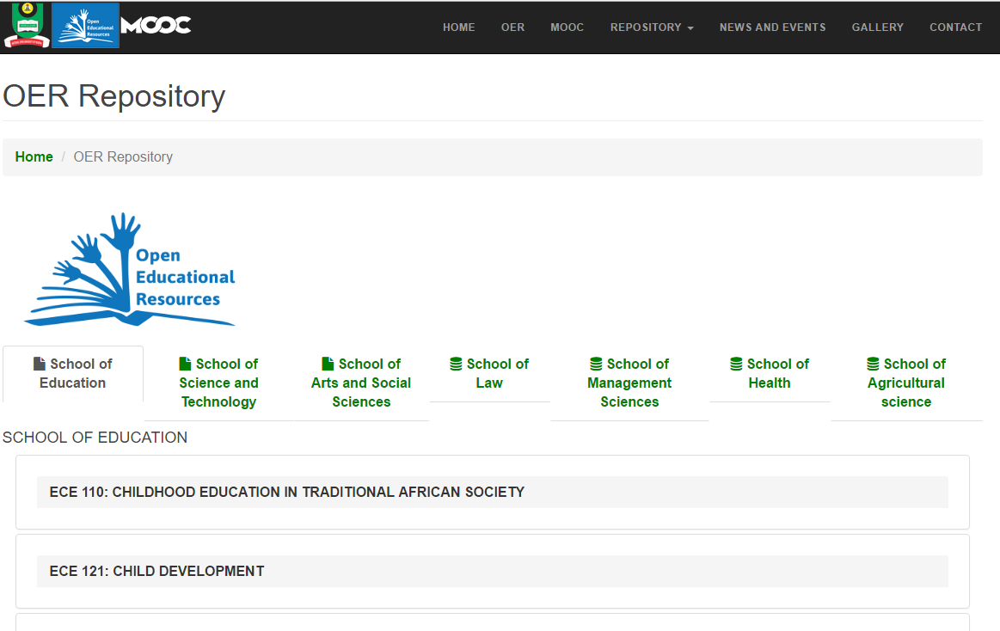 Open
Educational
Resources
MOOC
HOME OER MOOC REPOSITORY NEWS AND EVENTS GALLERY CONTACT
OER Repository
Home / OER Repository
Open
Educational
Resources
School of
Education
School of
Science and
Technology
School of
Arts and Social
Sciences
School of
Law
School of
Management
Sciences
School of
Health
School of
Agricultural
science
SCHOOL OF EDUCATION
ECE 110: CHILDHOOD EDUCATION IN TRADITIONAL AFRICAN SOCIETY
ECE 121: CHILD DEVELOPMENT